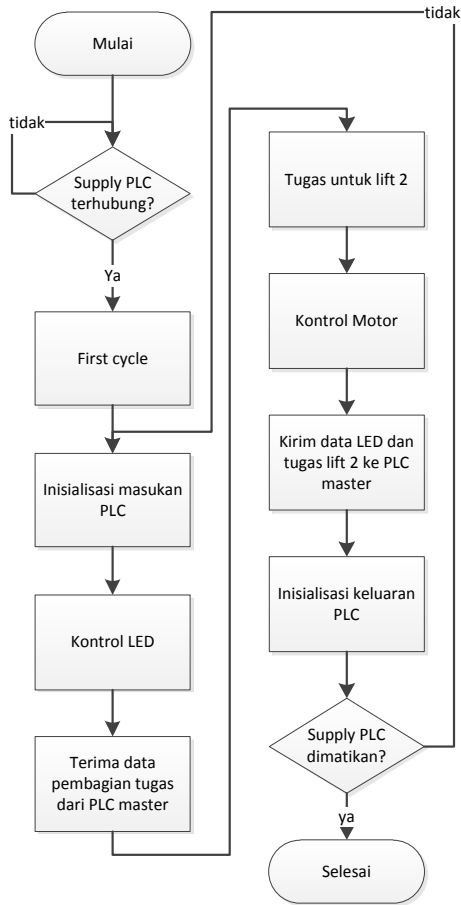 Mulai
tidak
Supply PLC
terhubung?
Ya
First cycle
Inisialisasi masukan
PLC
Kontrol LED
Terima data
pembagian tugas
dari PLC master
tidak
Tugas untuk lift 2
Kontrol Motor
Kirim data LED dan
tugas lift 2 ke PLC
master
Inisialisasi keluaran
PLC
Supply PLC
dimatikan?
ya
Selesai